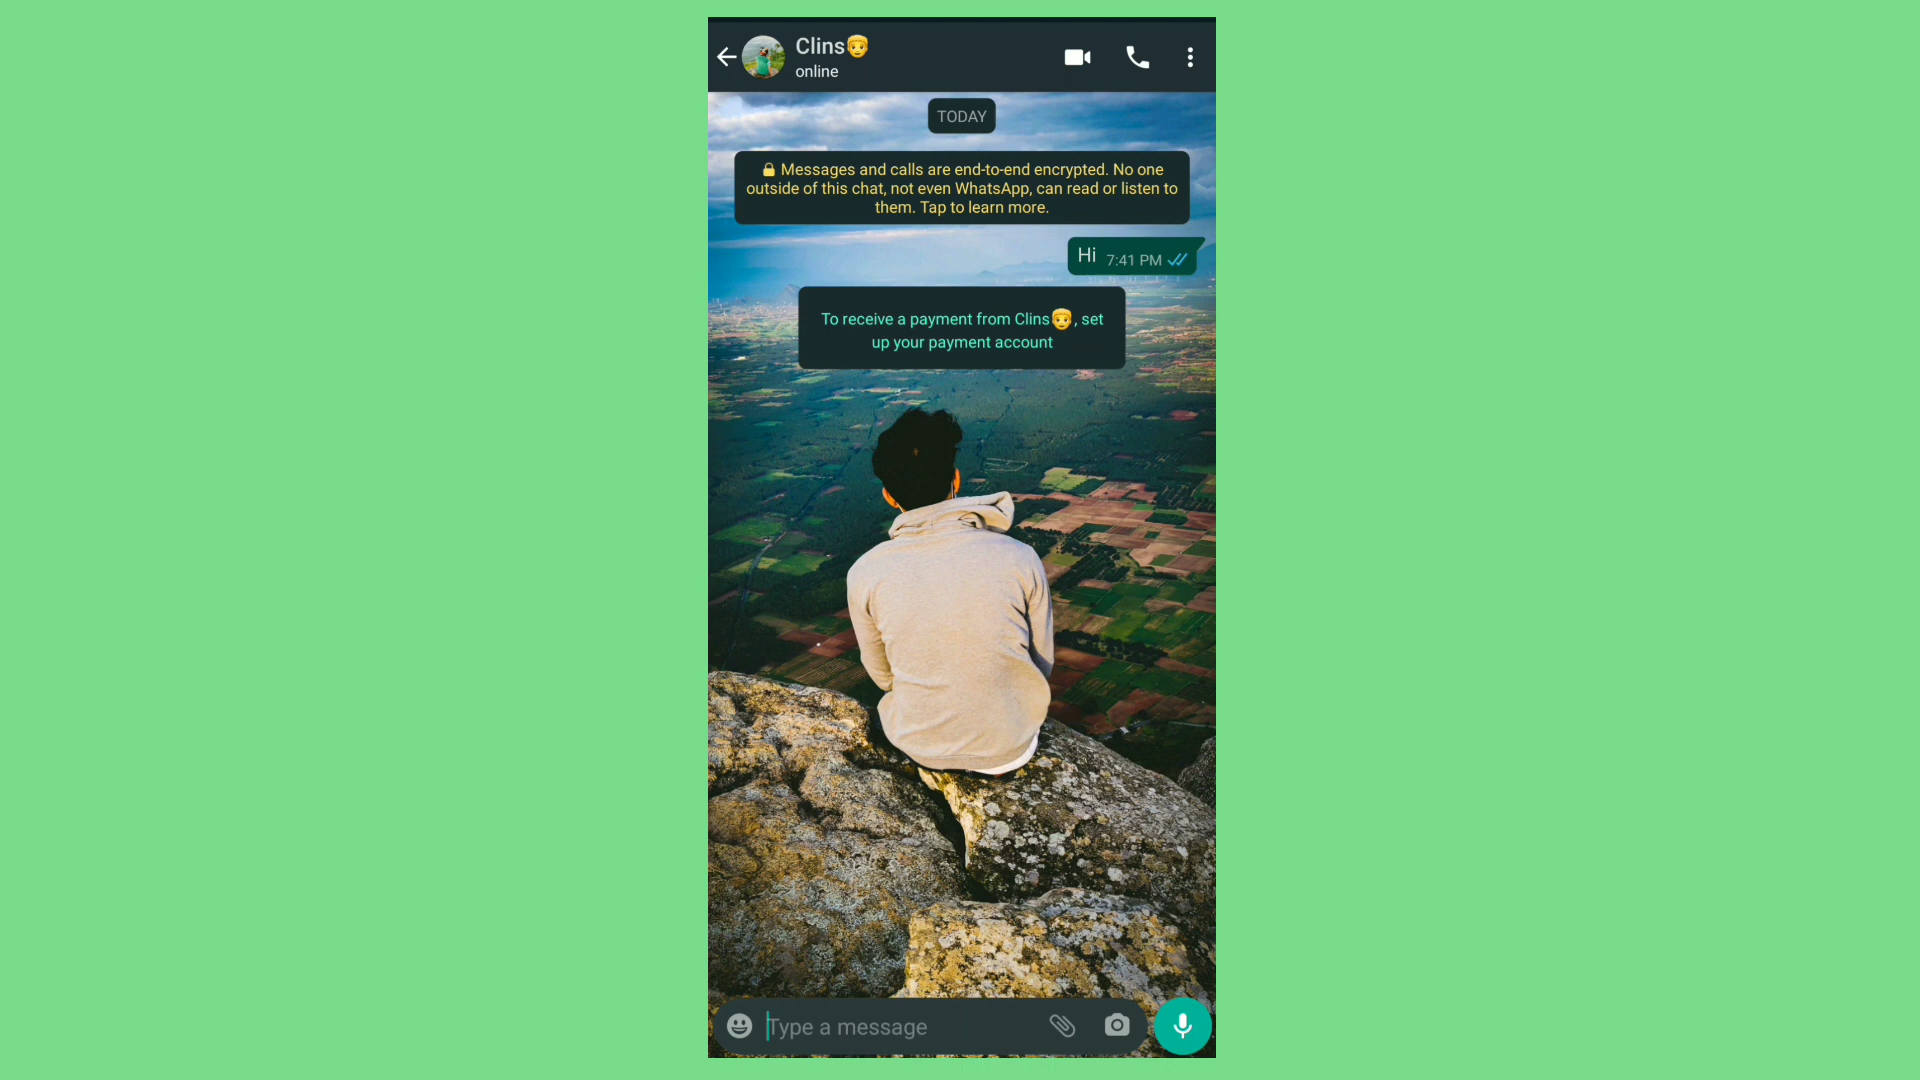 Clins👴
online
TODAY
🔒 Messages and calls are end-to-end encrypted. No one
outside of this chat, not even WhatsApp, can read or listen to
them. Tap to learn more.
Hi 7:41 PM
To receive a payment from Clins👴, set
up your payment account
Type a message